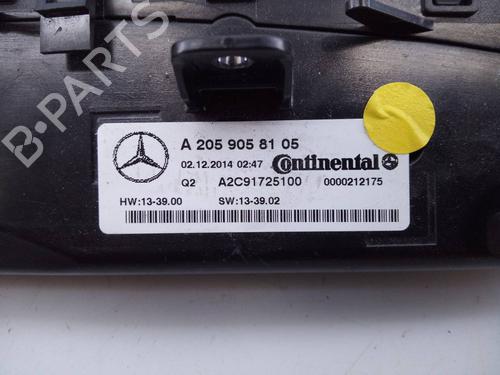 A 205 905 81 05
02.12.2014 02:47 Continental
Q2 A2C91725100 0000212175
HW:13-39.00 SW:13-39.02
B-PARTS